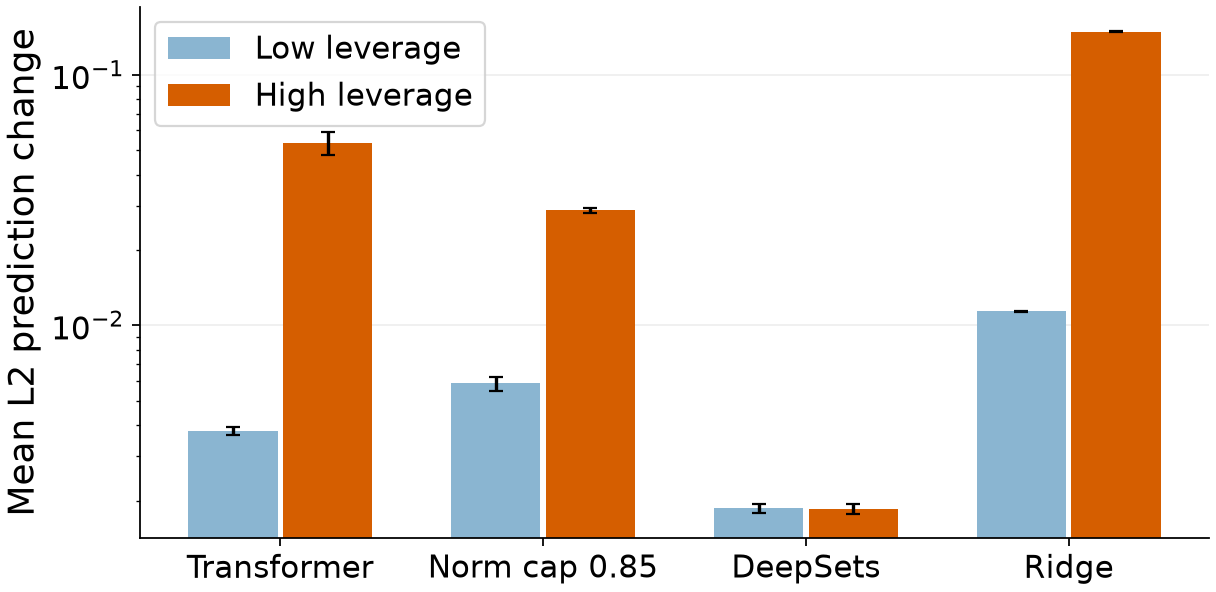 Mean L2 prediction change
10⁻¹
10⁻²
Low leverage
High leverage
Transformer
Norm cap 0.85
DeepSets
Ridge